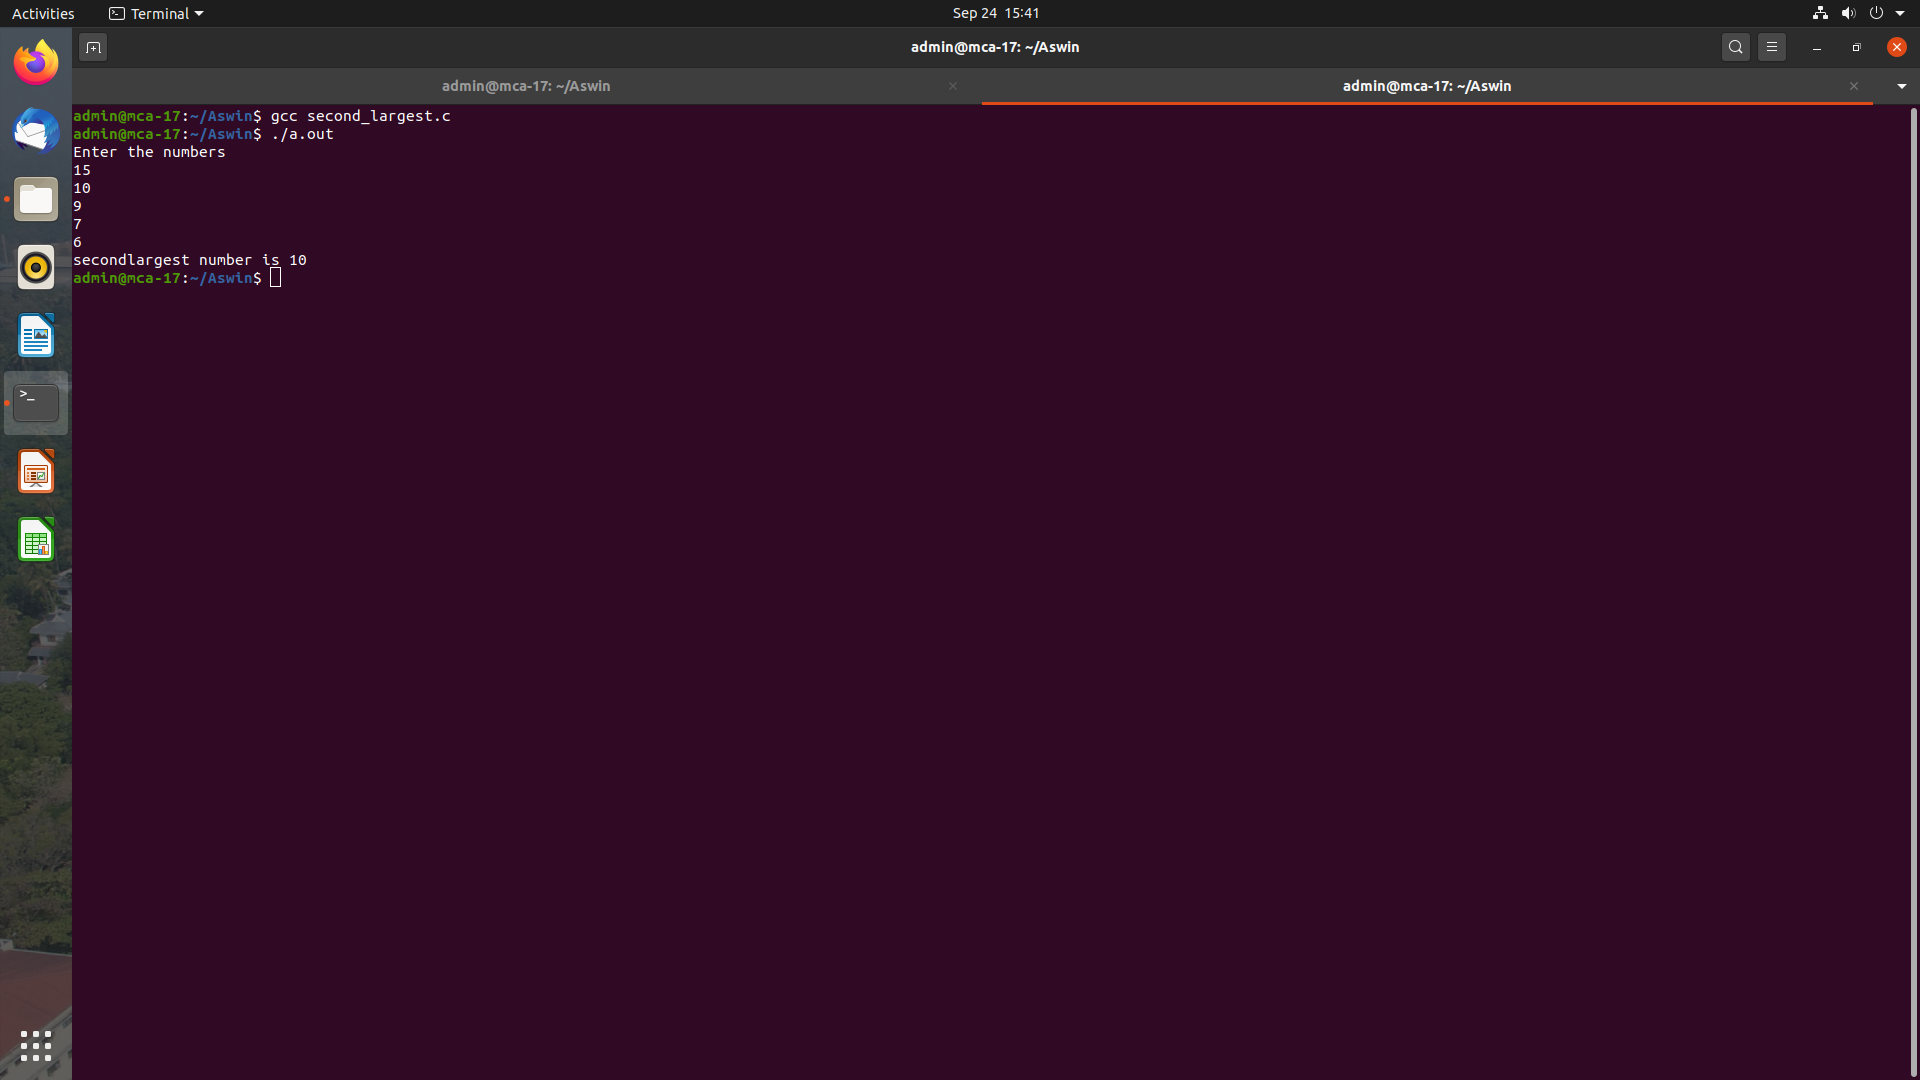 Activities
Terminal
Sep 24 15:41
admin@mca-17: ~/Aswin
admin@mca-17: ~/Aswin
admin@mca-17: ~/Aswin
admin@mca-17:~/Aswin$ gcc second_largest.c
admin@mca-17:~/Aswin$ ./a.out
Enter the numbers
15
10
9
7
6
secondlargest number is 10
admin@mca-17:~/Aswin$